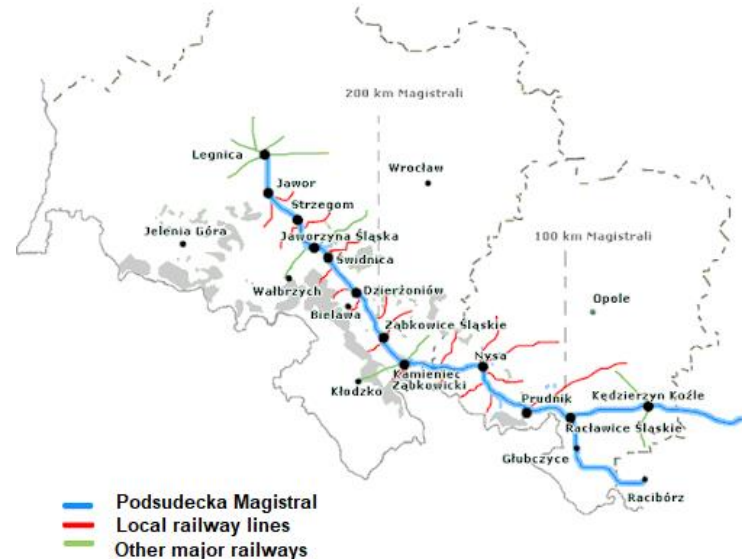 200 km Magistrali
Legnica
Wrocław
Jawor
Strzegom
Jelenia Góra
Jaworzyna Śląska
100 km Magistrali
Świdnica
Wałbrzych
Dzierżoniów
Bielawa
Opole
Ząbkowice Śląskie
Nysa
Kłodzko
Kamieniec
Ząbkowicki
Prudnik
Kędzierzyn Koźle
Racławice Śląskie
Głubczyce
Racibórz
Podsudecka Magistral
Local railway lines
Other major railways